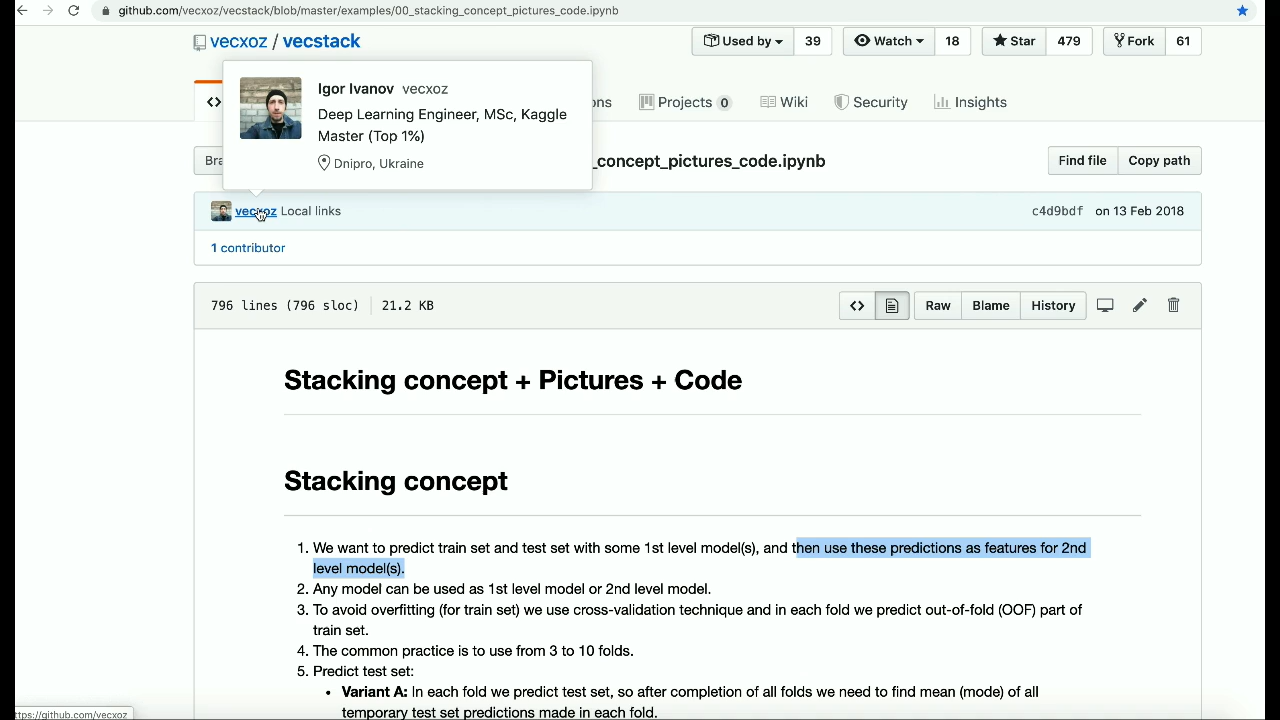 github.com/vecxoz/vecstack/blob/master/examples/00_stacking_concept_pictures_code.ipynb
vecxoz / vecstack
Used by 39 Watch 18 Star 479 Fork 61
Igor Ivanov vecxoz
Deep Learning Engineer, MSc, Kaggle
Master (Top 1%)
Dnipro, Ukraine
Projects 0 Wiki Security Insights
_concept_pictures_code.ipynb
Find file Copy path
vecxoz Local links
c4d9bdf on 13 Feb 2018
1 contributor
796 lines (796 sloc) 21.2 KB
Raw Blame History
Stacking concept + Pictures + Code
Stacking concept
1. We want to predict train set and test set with some 1st level model(s), and then use these predictions as features for 2nd
level model(s).
2. Any model can be used as 1st level model or 2nd level model.
3. To avoid overfitting (for train set) we use cross-validation technique and in each fold we predict out-of-fold (OOF) part of
train set.
4. The common practice is to use from 3 to 10 folds.
5. Predict test set:
• Variant A: In each fold we predict test set, so after completion of all folds we need to find mean (mode) of all
temporary test set predictions made in each fold.
ttps://github.com/vecxoz